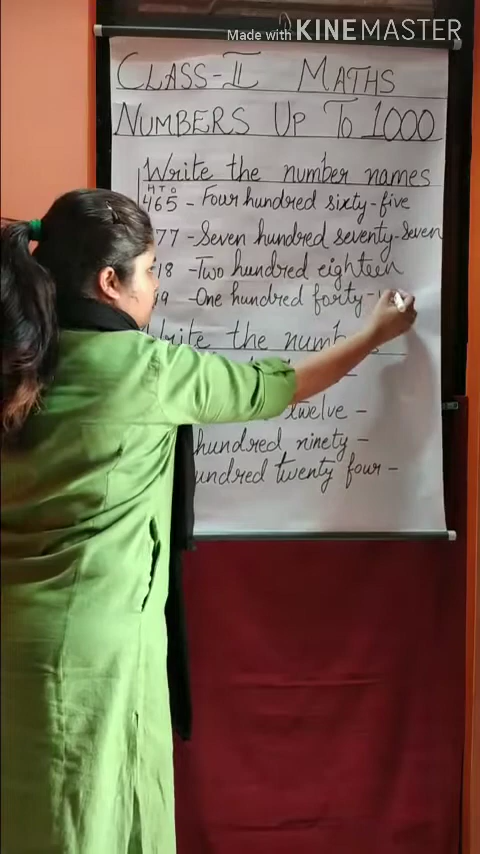 Made with KINEMASTER
CLASS-II MATHS
NUMBERS UP TO 1000
Write the number names
H T O
465 - Four hundred sixty-five
77 - Seven hundred seventy-seven
18 - Two hundred eighteen
9 - One hundred forty-
Write the num
twelve -
hundred ninety -
undred twenty four -